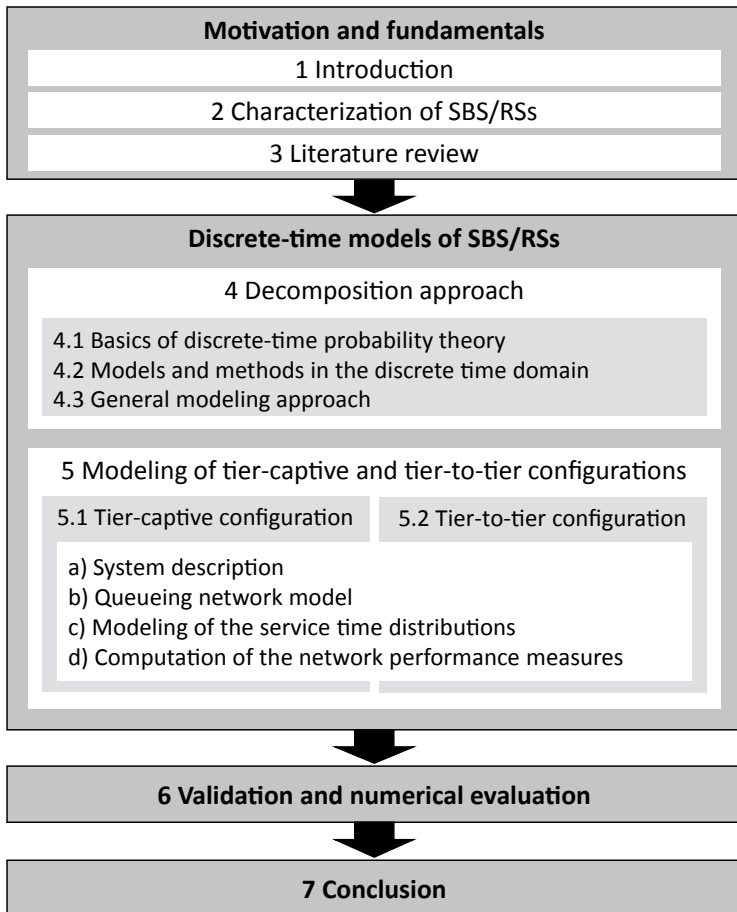 Motivation and fundamentals
1 Introduction
2 Characterization of SBS/RSs
3 Literature review
Discrete-time models of SBS/RSs
4 Decomposition approach
4.1 Basics of discrete-time probability theory
4.2 Models and methods in the discrete time domain
4.3 General modeling approach
5 Modeling of tier-captive and tier-to-tier configurations
5.1 Tier-captive configuration
5.2 Tier-to-tier configuration
a) System description
b) Queueing network model
c) Modeling of the service time distributions
d) Computation of the network performance measures
6 Validation and numerical evaluation
7 Conclusion